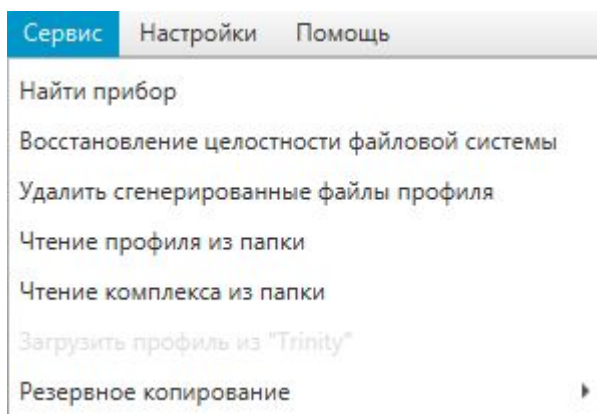 Сервис Настройки Помощь
Найти прибор
Восстановление целостности файловой системы
Удалить сгенерированные файлы профиля
Чтение профиля из папки
Чтение комплекса из папки
Загрузить профиль из "Trinity"
Резервное копирование